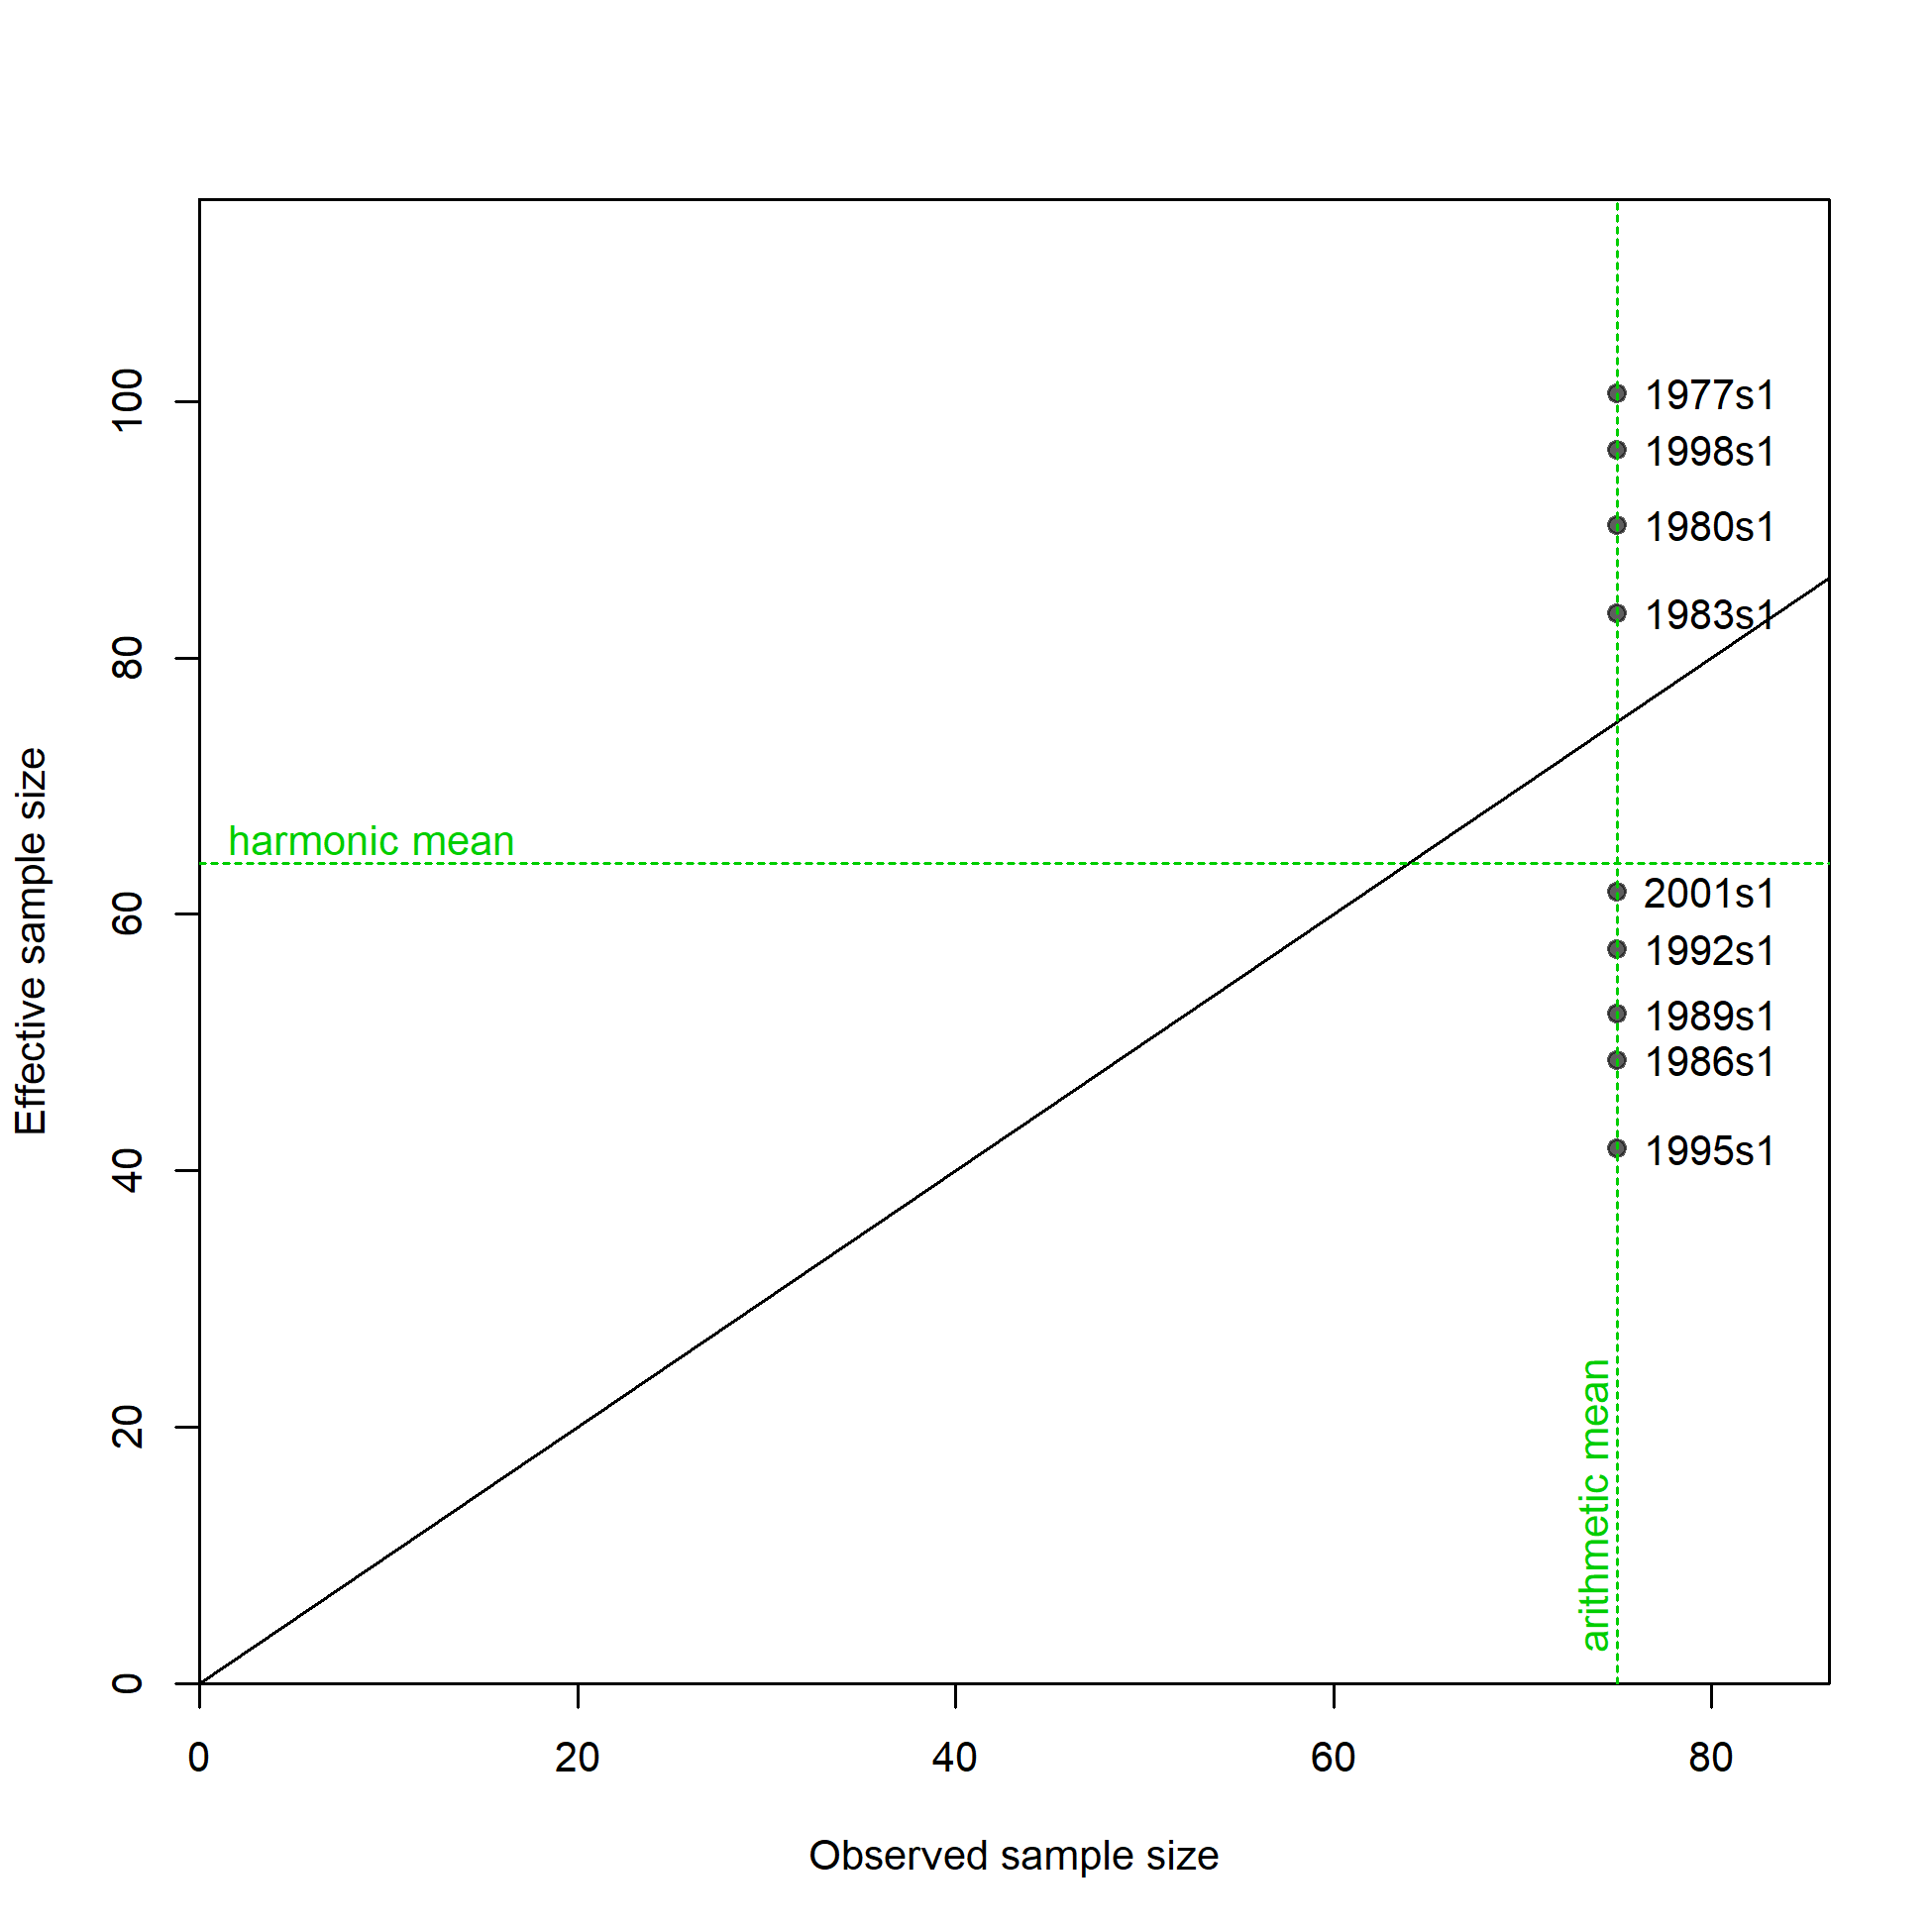 100
80
60
40
20
0
Effective sample size
harmonic mean
arithmetic mean
1977s1
1998s1
1980s1
1983s1
2001s1
1992s1
1989s1
1986s1
1995s1
0 20 40 60 80
Observed sample size